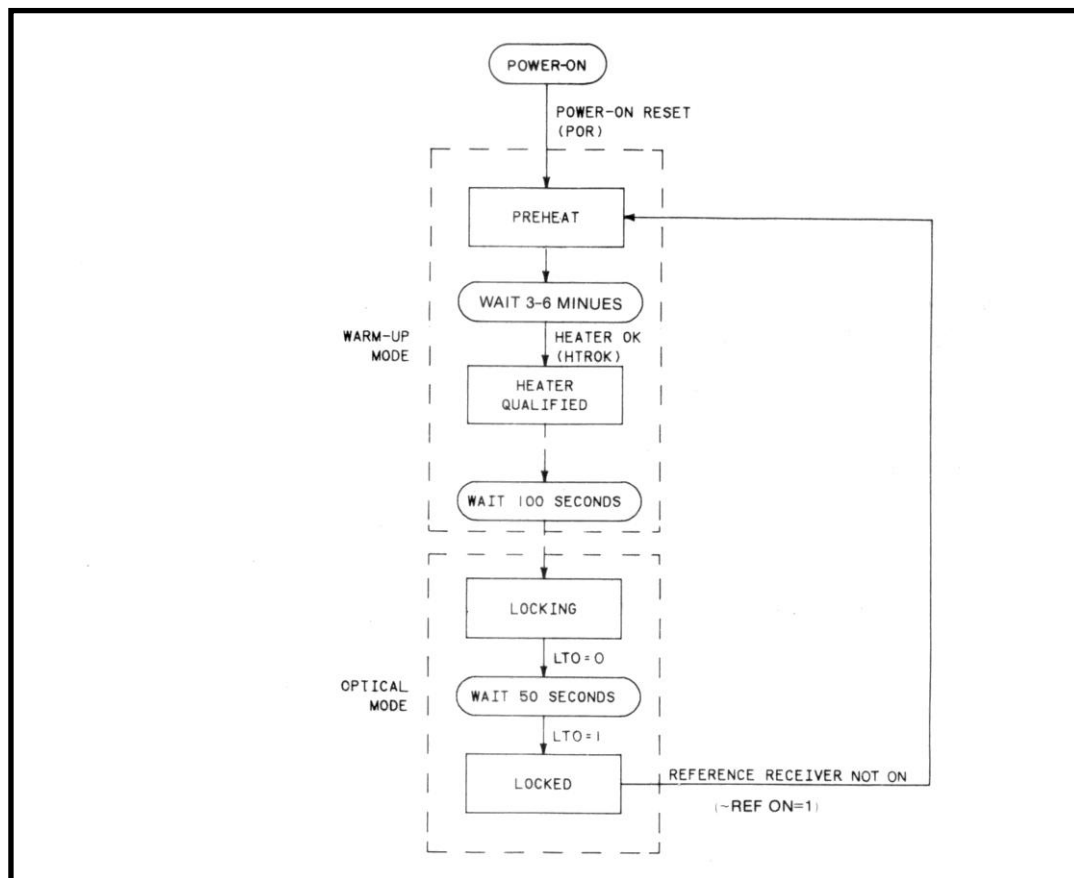 POWER-ON
POWER-ON RESET
(POR)
PREHEAT
WAIT 3-6 MINUES
HEATER OK
(HTROK)
WARM-UP
MODE
HEATER
QUALIFIED
WAIT 100 SECONDS
LOCKING
LTO=0
OPTICAL
MODE
WAIT 50 SECONDS
LTO=1
LOCKED
REFERENCE RECEIVER NOT ON
(~REF ON=1)